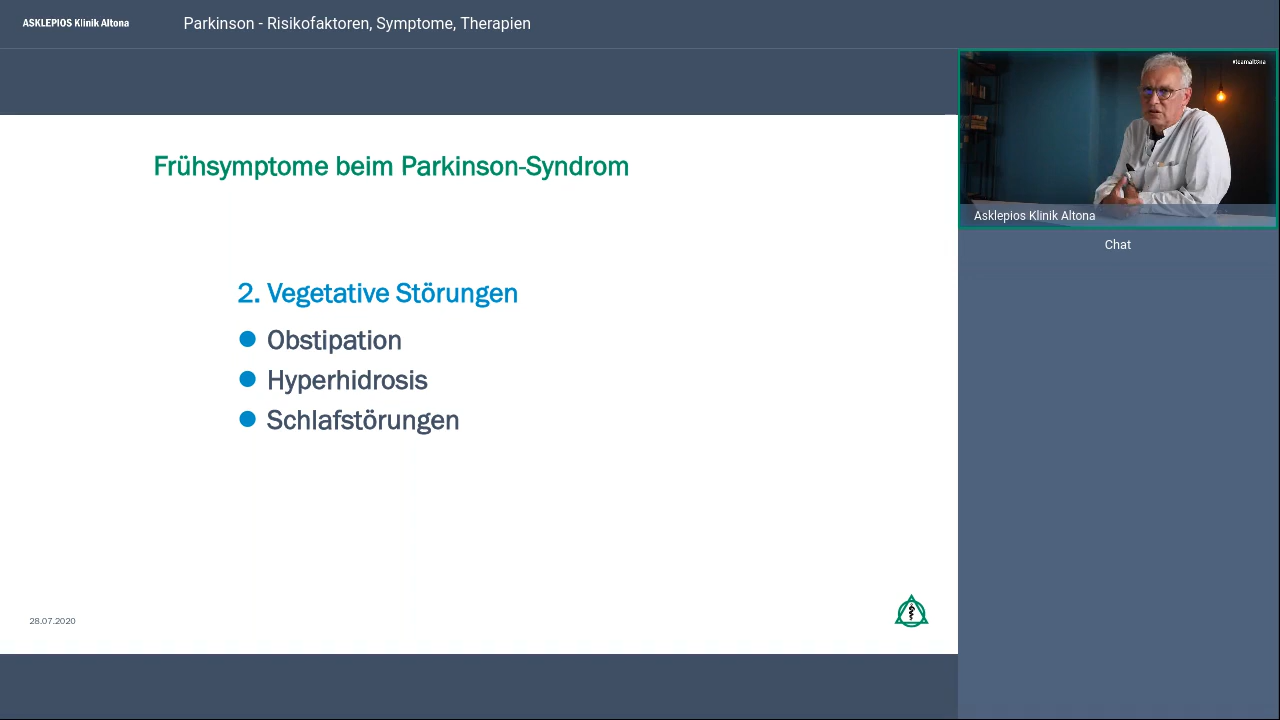 ASKLEPIOS Klinik Altona
Parkinson - Risikofaktoren, Symptome, Therapien
#teamaltona
Asklepios Klinik Altona
Chat
Frühsymptome beim Parkinson-Syndrom
2. Vegetative Störungen
Obstipation
Hyperhidrosis
Schlafstörungen
28.07.2020